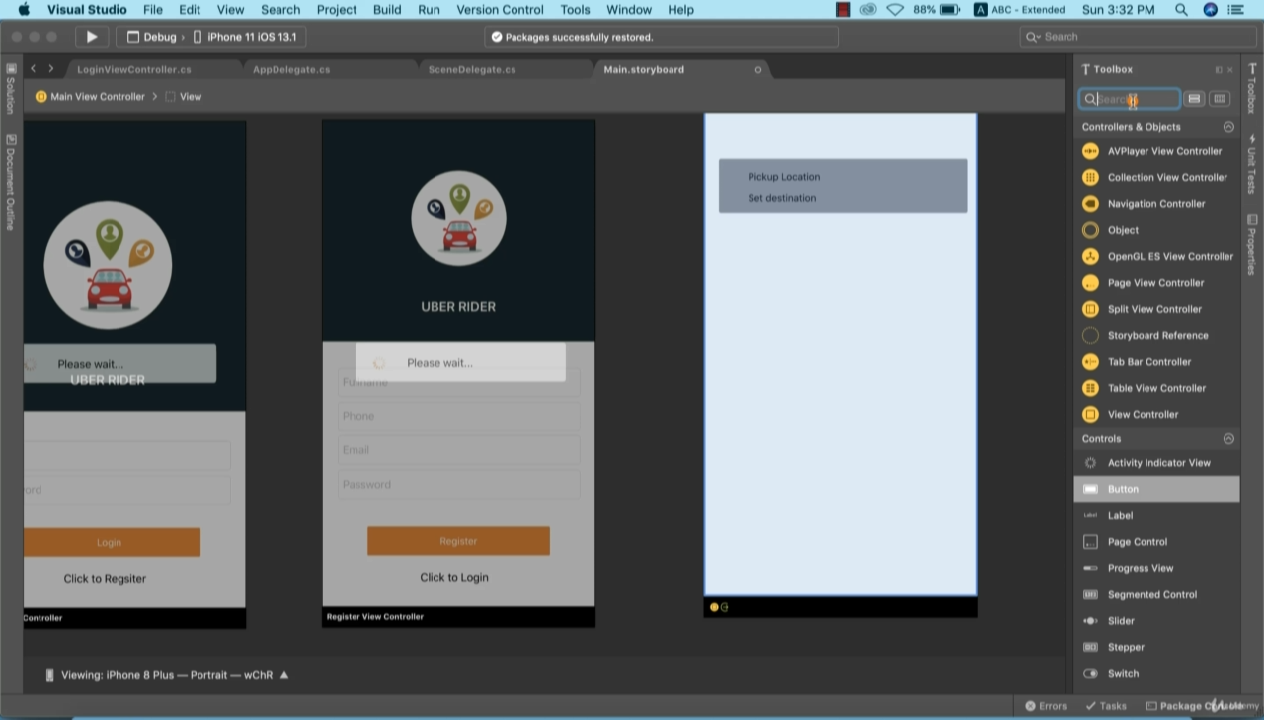 Visual Studio File Edit View Search Project Build Run Version Control Tools Window Help 88% A ABC - Extended Sun 3:32 PM
Debug › iPhone 11 iOS 13.1 Packages successfully restored. Search
LoginViewController.cs AppDelegate.cs SceneDelegate.cs Main.storyboard
Main View Controller > View
Solution
Document Outline
UBER RIDER
Please wait...
Login
Click to Regsiter
Controller
UBER RIDER
Please wait...
Fullname
Phone
Email
Password
Register
Click to Login
Register View Controller
Pickup Location
Set destination
Viewing: iPhone 8 Plus — Portrait — wChR
Toolbox
Search
Controllers & Objects
AVPlayer View Controller
Collection View Controller
Navigation Controller
Object
OpenGL ES View Controller
Page View Controller
Split View Controller
Storyboard Reference
Tab Bar Controller
Table View Controller
View Controller
Controls
Activity Indicator View
Button
Label
Page Control
Progress View
Segmented Control
Slider
Stepper
Switch
Toolbox
Unit Tests
Properties
Errors Tasks Package